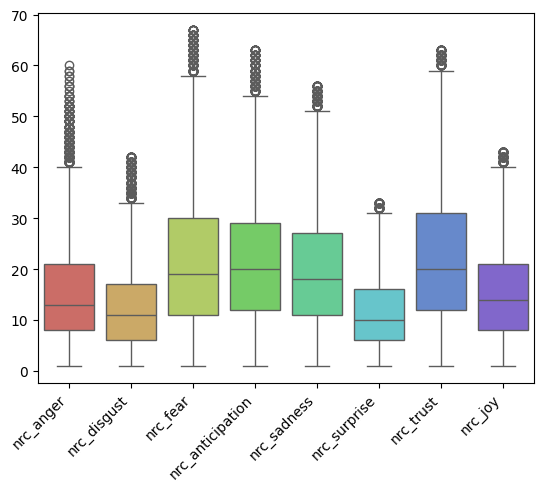 70
60
50
40
30
20
10
0
nrc_anger
nrc_disgust
nrc_fear
nrc_anticipation
nrc_sadness
nrc_surprise
nrc_trust
nrc_joy